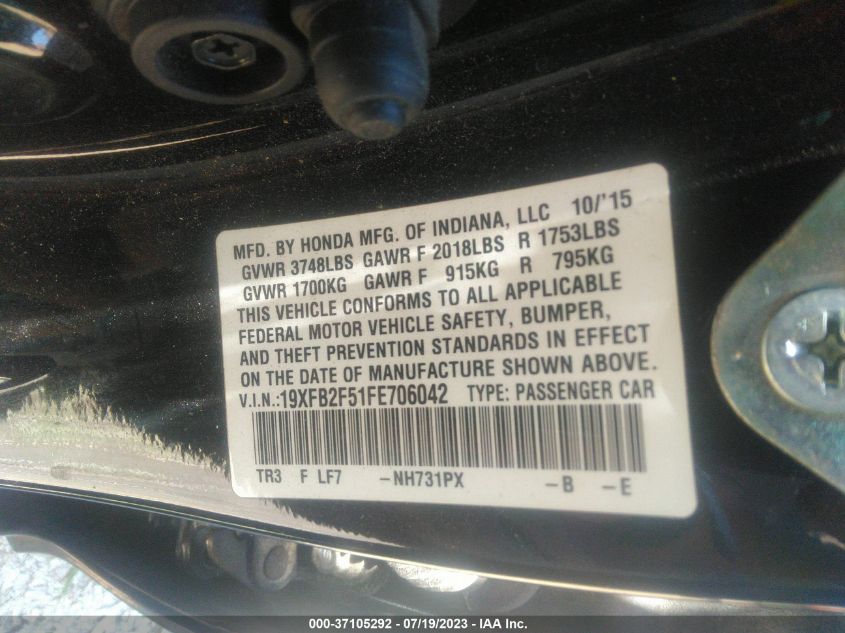 MFD. BY HONDA MFG. OF INDIANA, LLC 10/'15
GVWR 3748LBS GAWR F 2018LBS R 1753LBS
GVWR 1700KG GAWR F 915KG R 795KG
THIS VEHICLE CONFORMS TO ALL APPLICABLE
FEDERAL MOTOR VEHICLE SAFETY, BUMPER,
AND THEFT PREVENTION STANDARDS IN EFFECT
ON THE DATE OF MANUFACTURE SHOWN ABOVE.
V.I.N.:19XFB2F51FE706042 TYPE: PASSENGER CAR
TR3 F LF7 -NH731PX -B -E
000-37105292 - 07/19/2023 - IAA Inc.